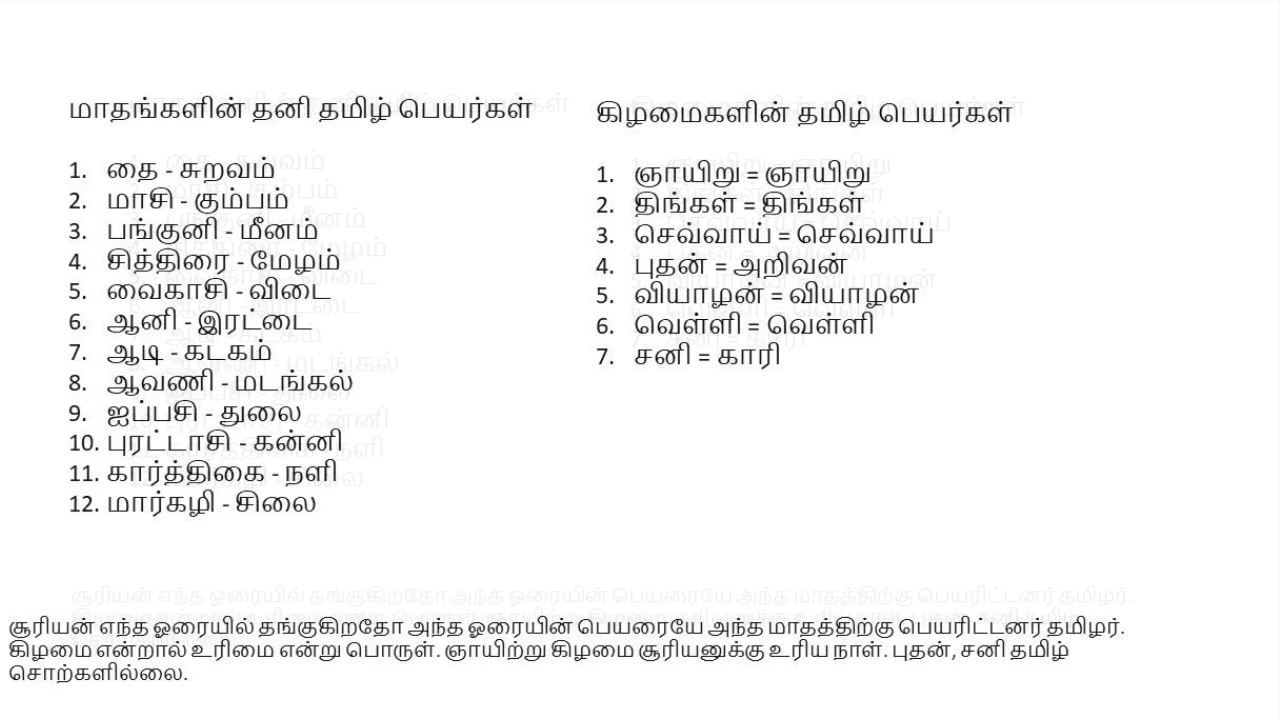 மாதங்களின் தனி தமிழ் பெயர்கள்
1. தை - சுறவம்
2. மாசி - கும்பம்
3. பங்குனி - மீனம்
4. சித்திரை - மேழம்
5. வைகாசி - விடை
6. ஆனி - இரட்டை
7. ஆடி - கடகம்
8. ஆவணி - மடங்கல்
9. ஐப்பசி - துலை
10. புரட்டாசி - கன்னி
11. கார்த்திகை - நளி
12. மார்கழி - சிலை
கிழமைகளின் தமிழ் பெயர்கள்
1. ஞாயிறு = ஞாயிறு
2. திங்கள் = திங்கள்
3. செவ்வாய் = செவ்வாய்
4. புதன் = அறிவன்
5. வியாழன் = வியாழன்
6. வெள்ளி = வெள்ளி
7. சனி = காரி
சூரியன் எந்த ஓரையில் தங்குகிறதோ அந்த ஓரையின் பெயரையே அந்த மாதத்திற்கு பெயரிட்டனர் தமிழர்.
கிழமை என்றால் உரிமை என்று பொருள். ஞாயிற்று கிழமை சூரியனுக்கு உரிய நாள். புதன், சனி தமிழ்
சொற்களில்லை.